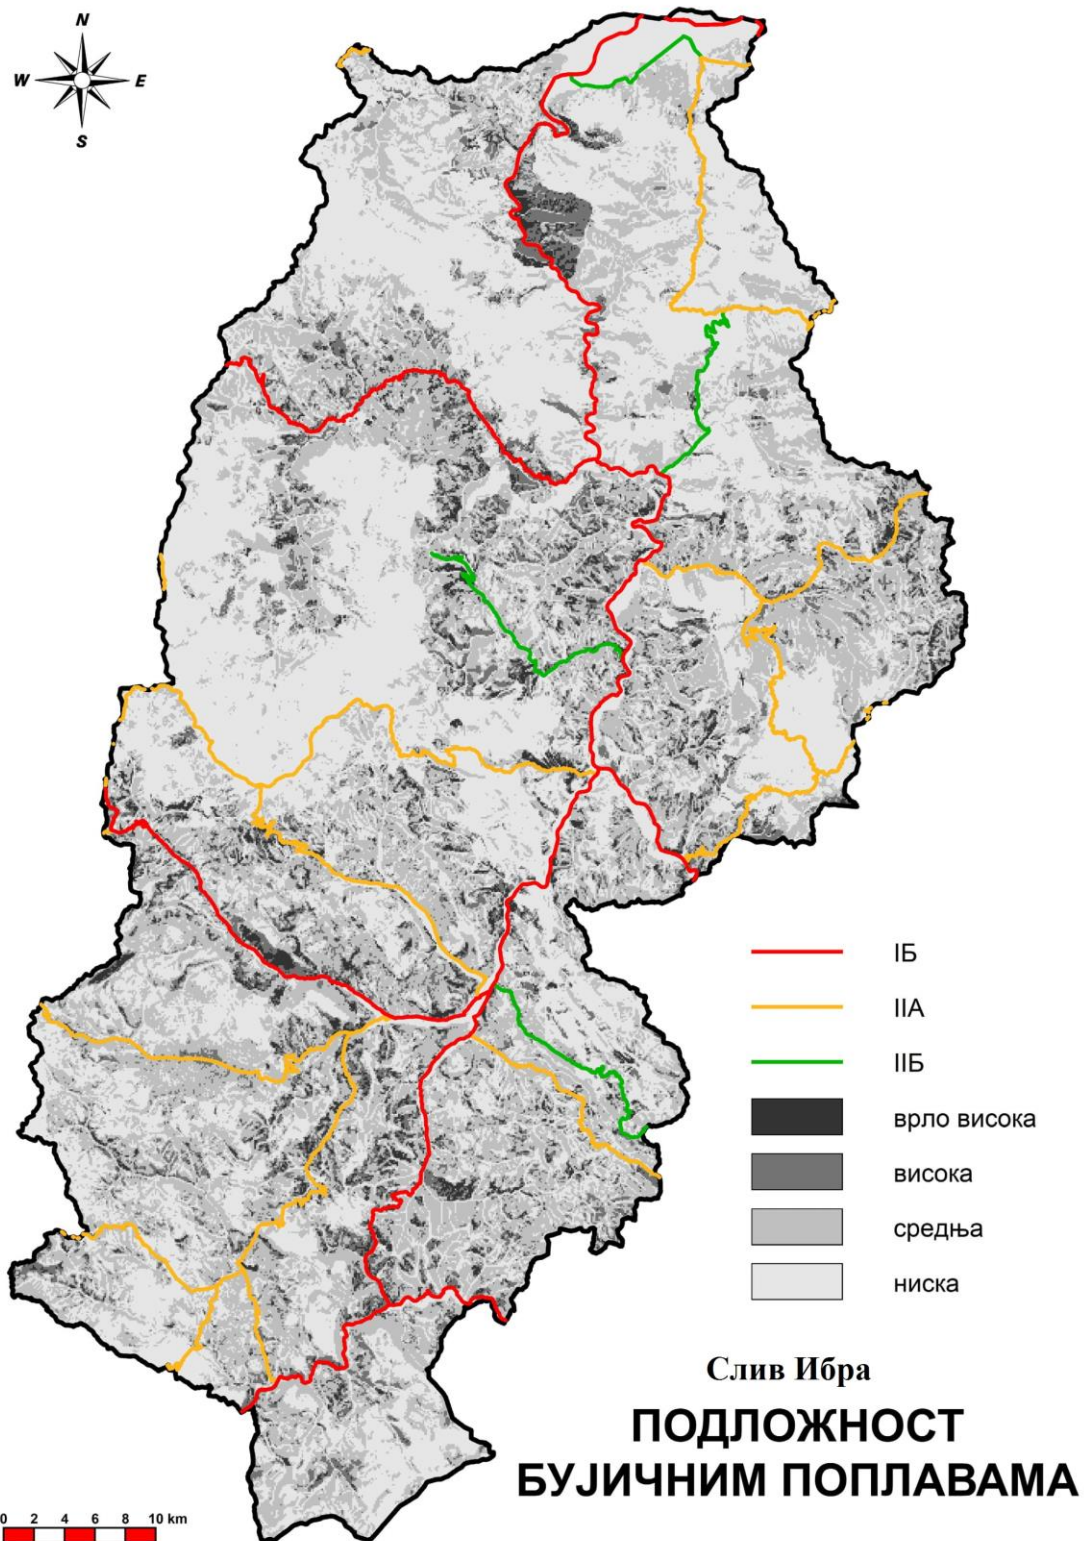 N
W E
S
IБ
IIА
IIБ
врло висока
висока
средња
ниска
Слив Ибра
ПОДЛОЖНОСТ
БУЈИЧНИМ ПОПЛАВАМА
0 2 4 6 8 10 km